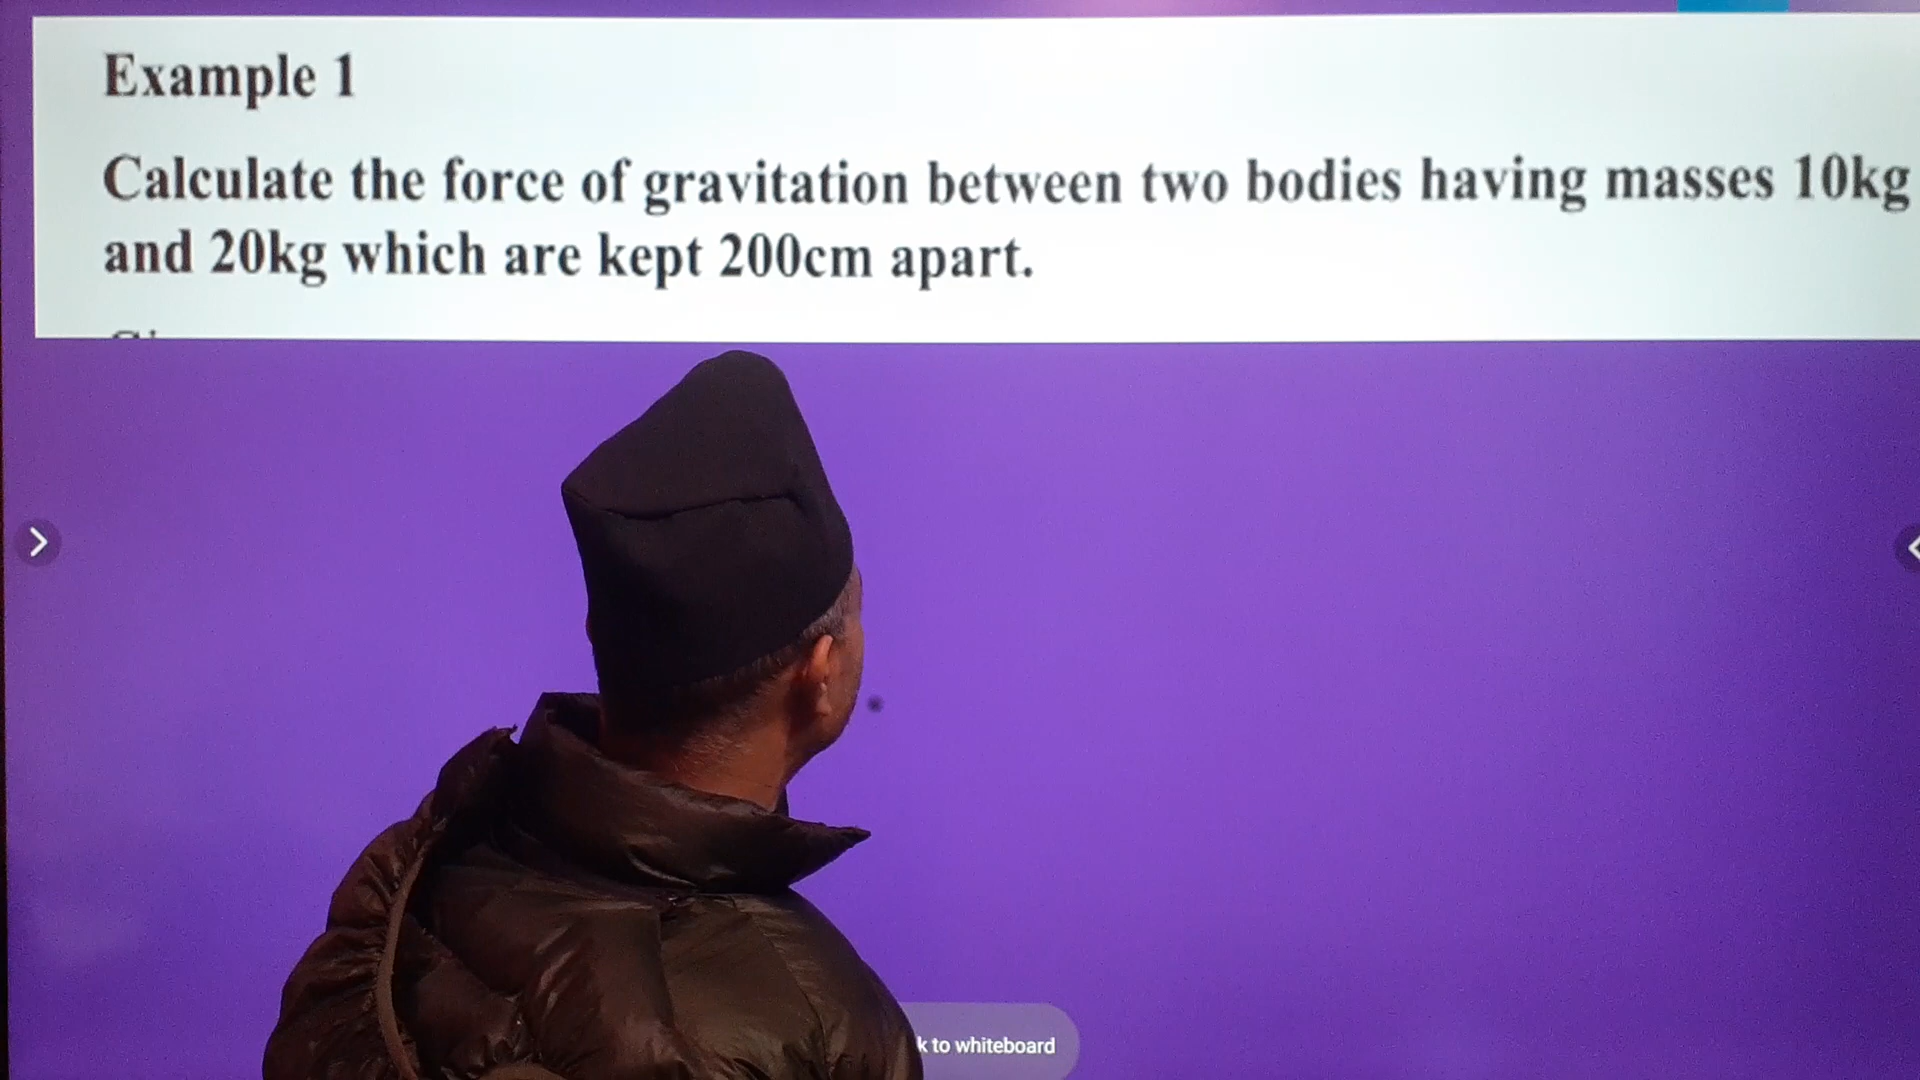 Example 1
Calculate the force of gravitation between two bodies having masses 10kg
and 20kg which are kept 200cm apart.
to whiteboard